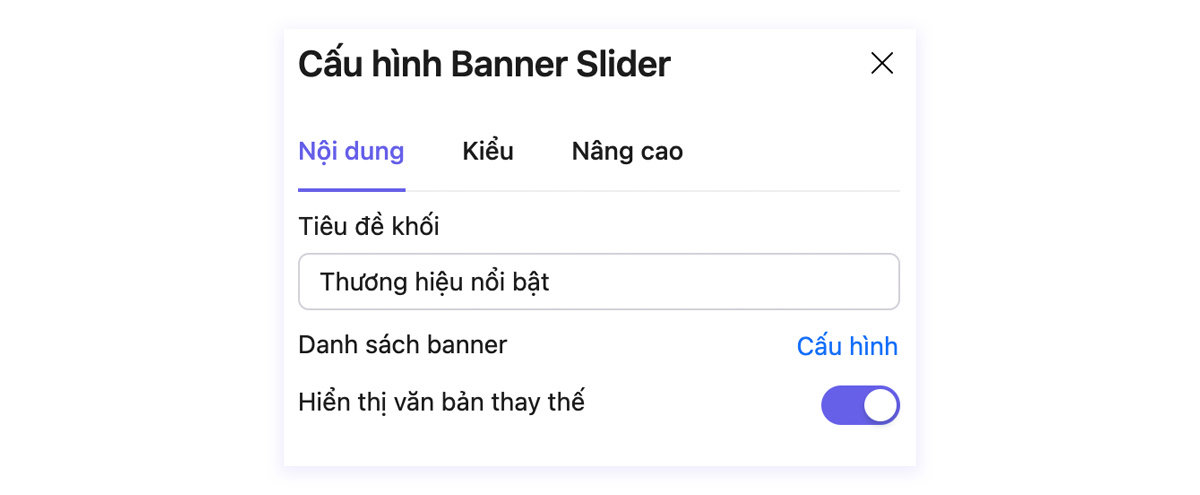 Cấu hình Banner Slider
Nội dung Kiểu Nâng cao
Tiêu đề khối
Thương hiệu nổi bật
Danh sách banner Cấu hình
Hiển thị văn bản thay thế